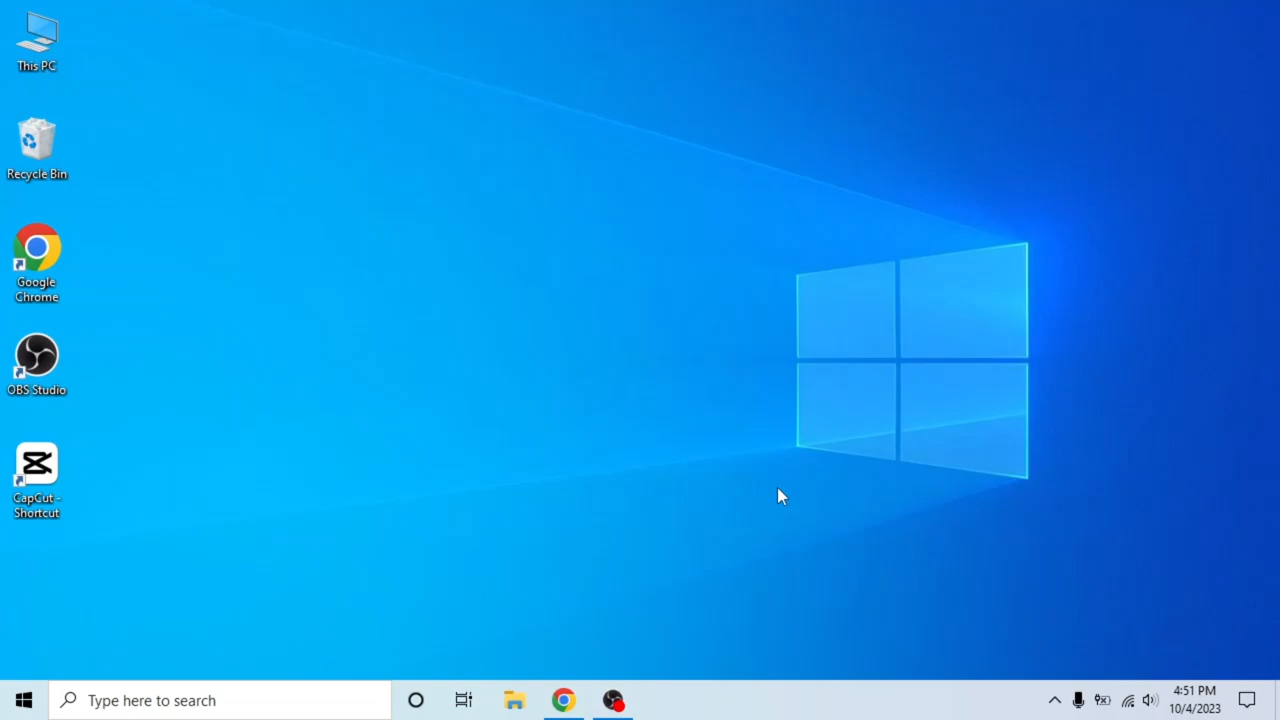 This PC
Recycle Bin
Google
Chrome
OBS Studio
CapCut -
Shortcut
Type here to search
4:51 PM
10/4/2023